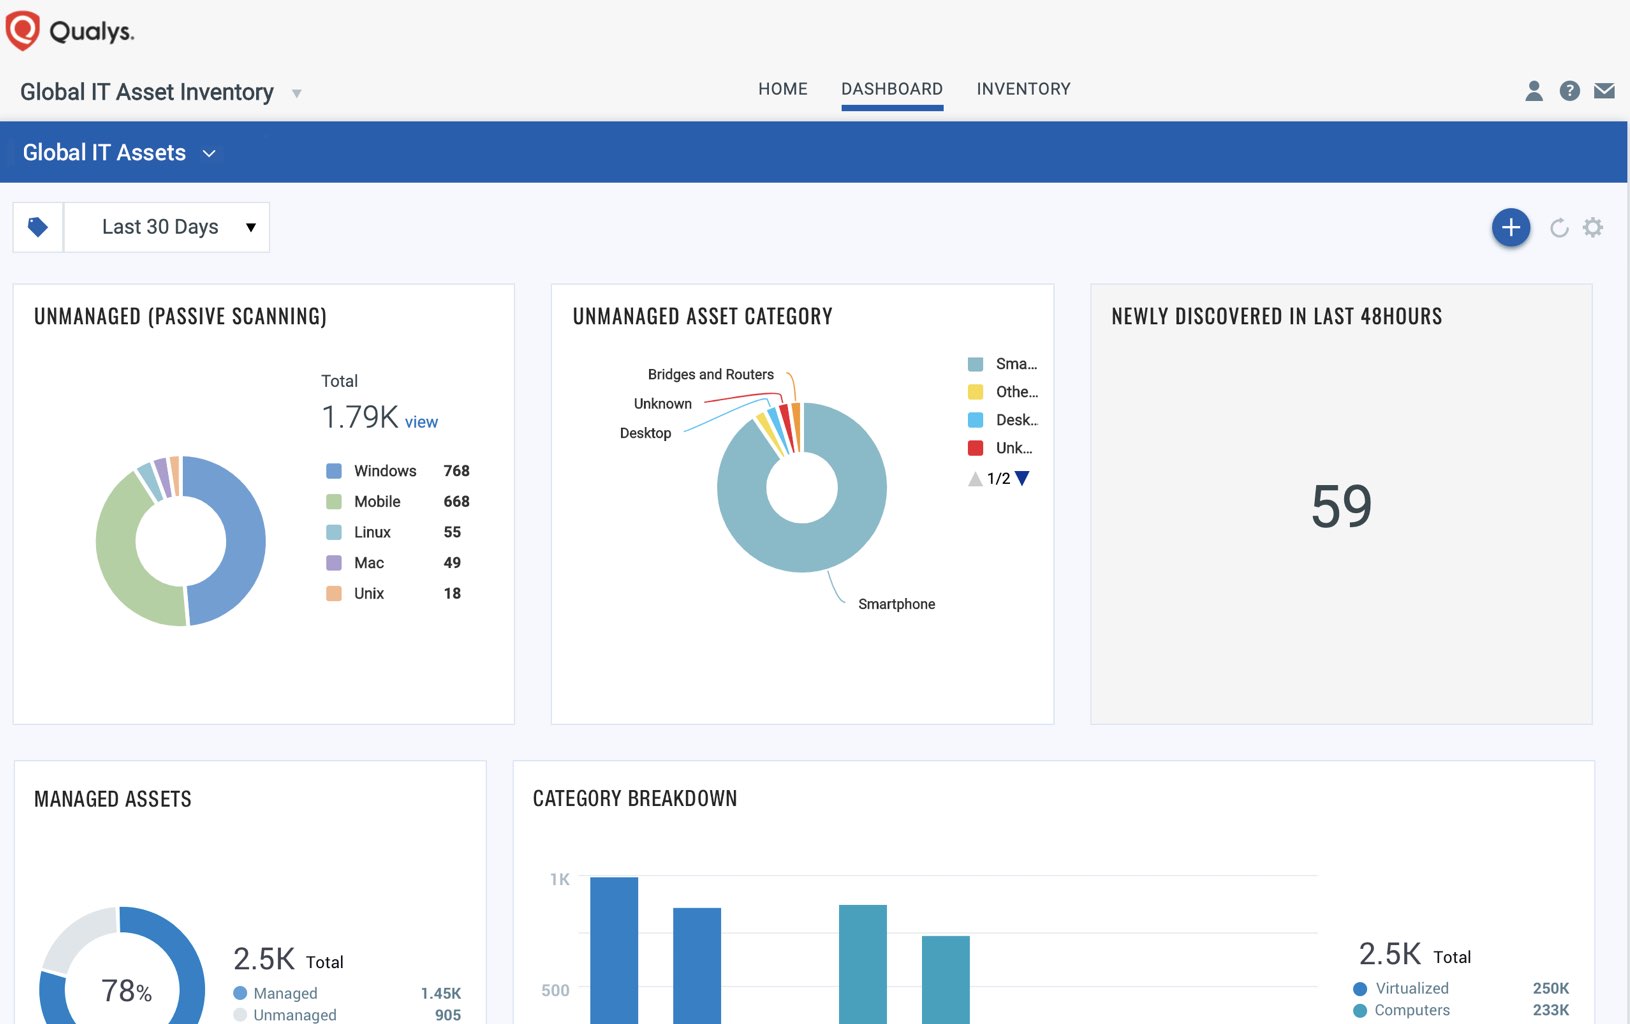 Qualys.
Global IT Asset Inventory
HOME DASHBOARD INVENTORY
?
Global IT Assets
Last 30 Days
UNMANAGED (PASSIVE SCANNING)
Total
1.79K view
Windows 768
Mobile 668
Linux 55
Mac 49
Unix 18
UNMANAGED ASSET CATEGORY
Bridges and Routers
Unknown
Desktop
Smartphone
Sma...
Othe...
Desk..
Unk...
1/2
NEWLY DISCOVERED IN LAST 48HOURS
59
MANAGED ASSETS
78%
2.5K Total
Managed 1.45K
Unmanaged 905
CATEGORY BREAKDOWN
1K
500
2.5K Total
Virtualized 250K
Computers 233K